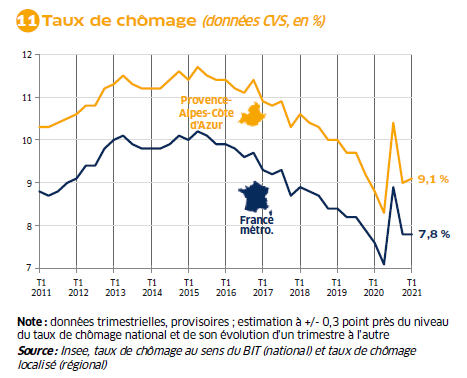 11 Taux de chômage (données CVS, en %)
12
11
10
9
8
7
Provence-
Alpes-Côte
d'Azur
France
métro.
9,1 %
7,8 %
T1 T1 T1 T1 T1 T1 T1 T1 T1 T1 T1
2011 2012 2013 2014 2015 2016 2017 2018 2019 2020 2021
Note : données trimestrielles, provisoires ; estimation à +/- 0,3 point près du niveau
du taux de chômage national et de son évolution d'un trimestre à l'autre
Source : Insee, taux de chômage au sens du BIT (national) et taux de chômage
localisé (régional)